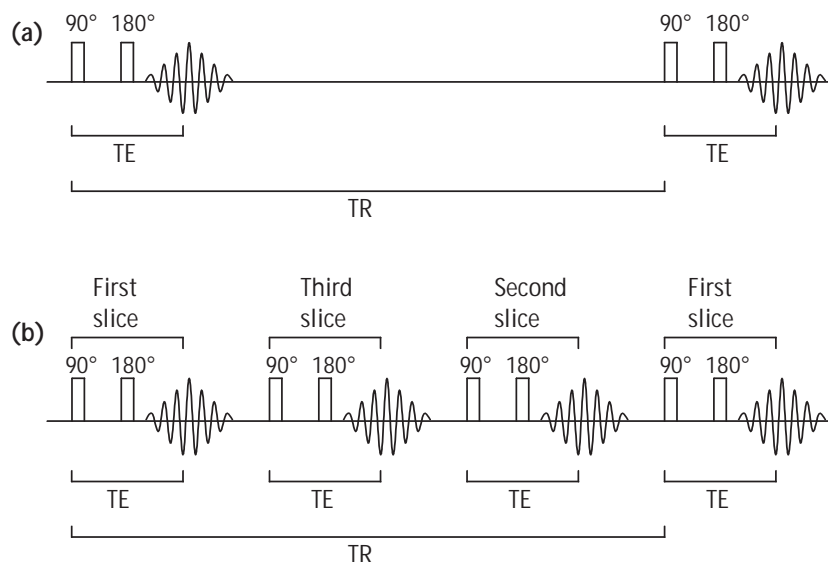 (a)
90° 180°
90° 180°
TE
TE
TR
First
slice
Third
slice
Second
slice
First
slice
(b)
90° 180°
90° 180°
90° 180°
90° 180°
TE
TE
TE
TE
TR